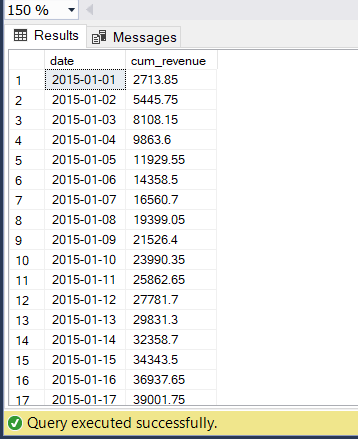 150 %
Results Messages
date cum_revenue
1 2015-01-01 2713.85
2 2015-01-02 5445.75
3 2015-01-03 8108.15
4 2015-01-04 9863.6
5 2015-01-05 11929.55
6 2015-01-06 14358.5
7 2015-01-07 16560.7
8 2015-01-08 19399.05
9 2015-01-09 21526.4
10 2015-01-10 23990.35
11 2015-01-11 25862.65
12 2015-01-12 27781.7
13 2015-01-13 29831.3
14 2015-01-14 32358.7
15 2015-01-15 34343.5
16 2015-01-16 36937.65
17 2015-01-17 39001.75
Query executed successfully.